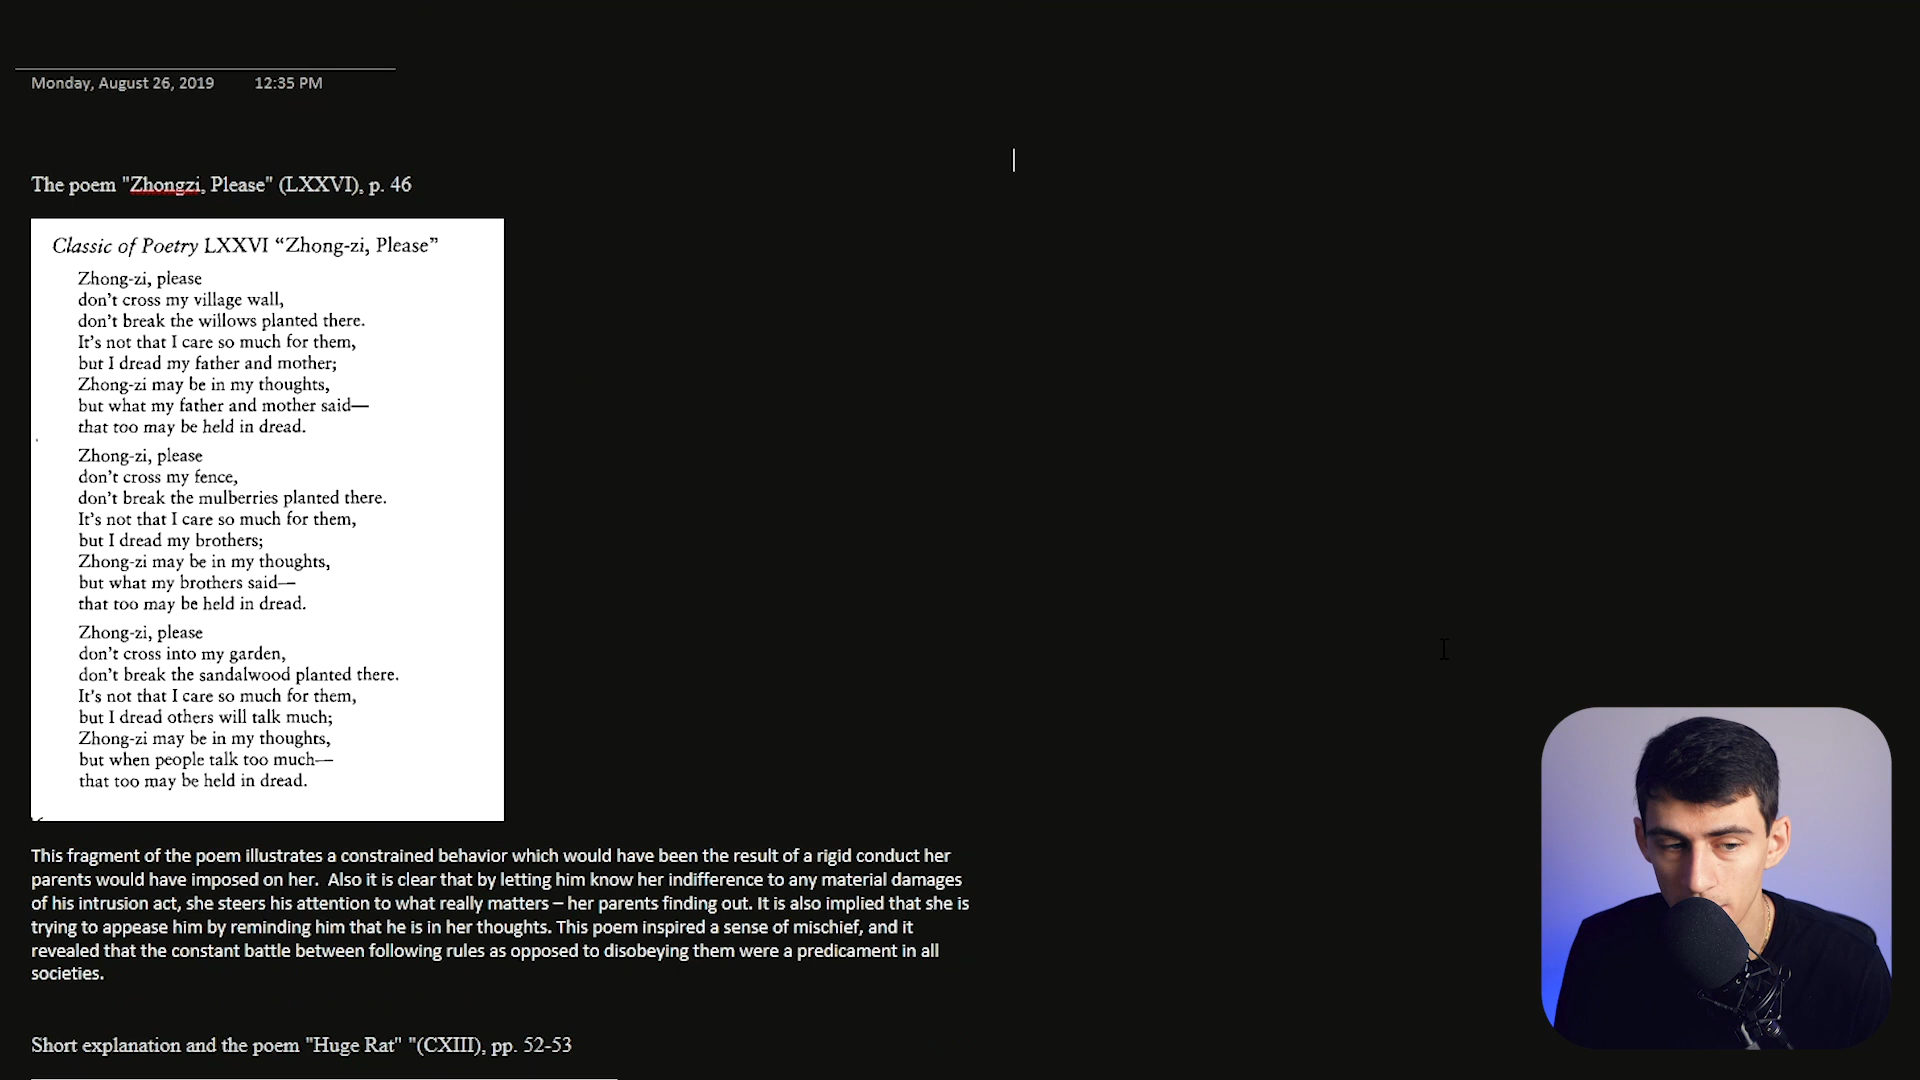 Monday, August 26, 2019 12:35 PM
The poem "Zhongzi, Please" (LXXVI), p. 46
Classic of Poetry LXXVI “Zhong-zi, Please”
Zhong-zi, please
don’t cross my village wall,
don’t break the willows planted there.
It’s not that I care so much for them,
but I dread my father and mother;
Zhong-zi may be in my thoughts,
but what my father and mother said—
that too may be held in dread.
Zhong-zi, please
don’t cross my fence,
don’t break the mulberries planted there.
It’s not that I care so much for them,
but I dread my brothers;
Zhong-zi may be in my thoughts,
but what my brothers said—
that too may be held in dread.
Zhong-zi, please
don’t cross into my garden,
don’t break the sandalwood planted there.
It’s not that I care so much for them,
but I dread others will talk much;
Zhong-zi may be in my thoughts,
but when people talk too much—
that too may be held in dread.
This fragment of the poem illustrates a constrained behavior which would have been the result of a rigid conduct her
parents would have imposed on her.  Also it is clear that by letting him know her indifference to any material damages
of his intrusion act, she steers his attention to what really matters – her parents finding out. It is also implied that she is
trying to appease him by reminding him that he is in her thoughts. This poem inspired a sense of mischief, and it
revealed that the constant battle between following rules as opposed to disobeying them were a predicament in all
societies.
Short explanation and the poem "Huge Rat" "(CXIII), pp. 52-53